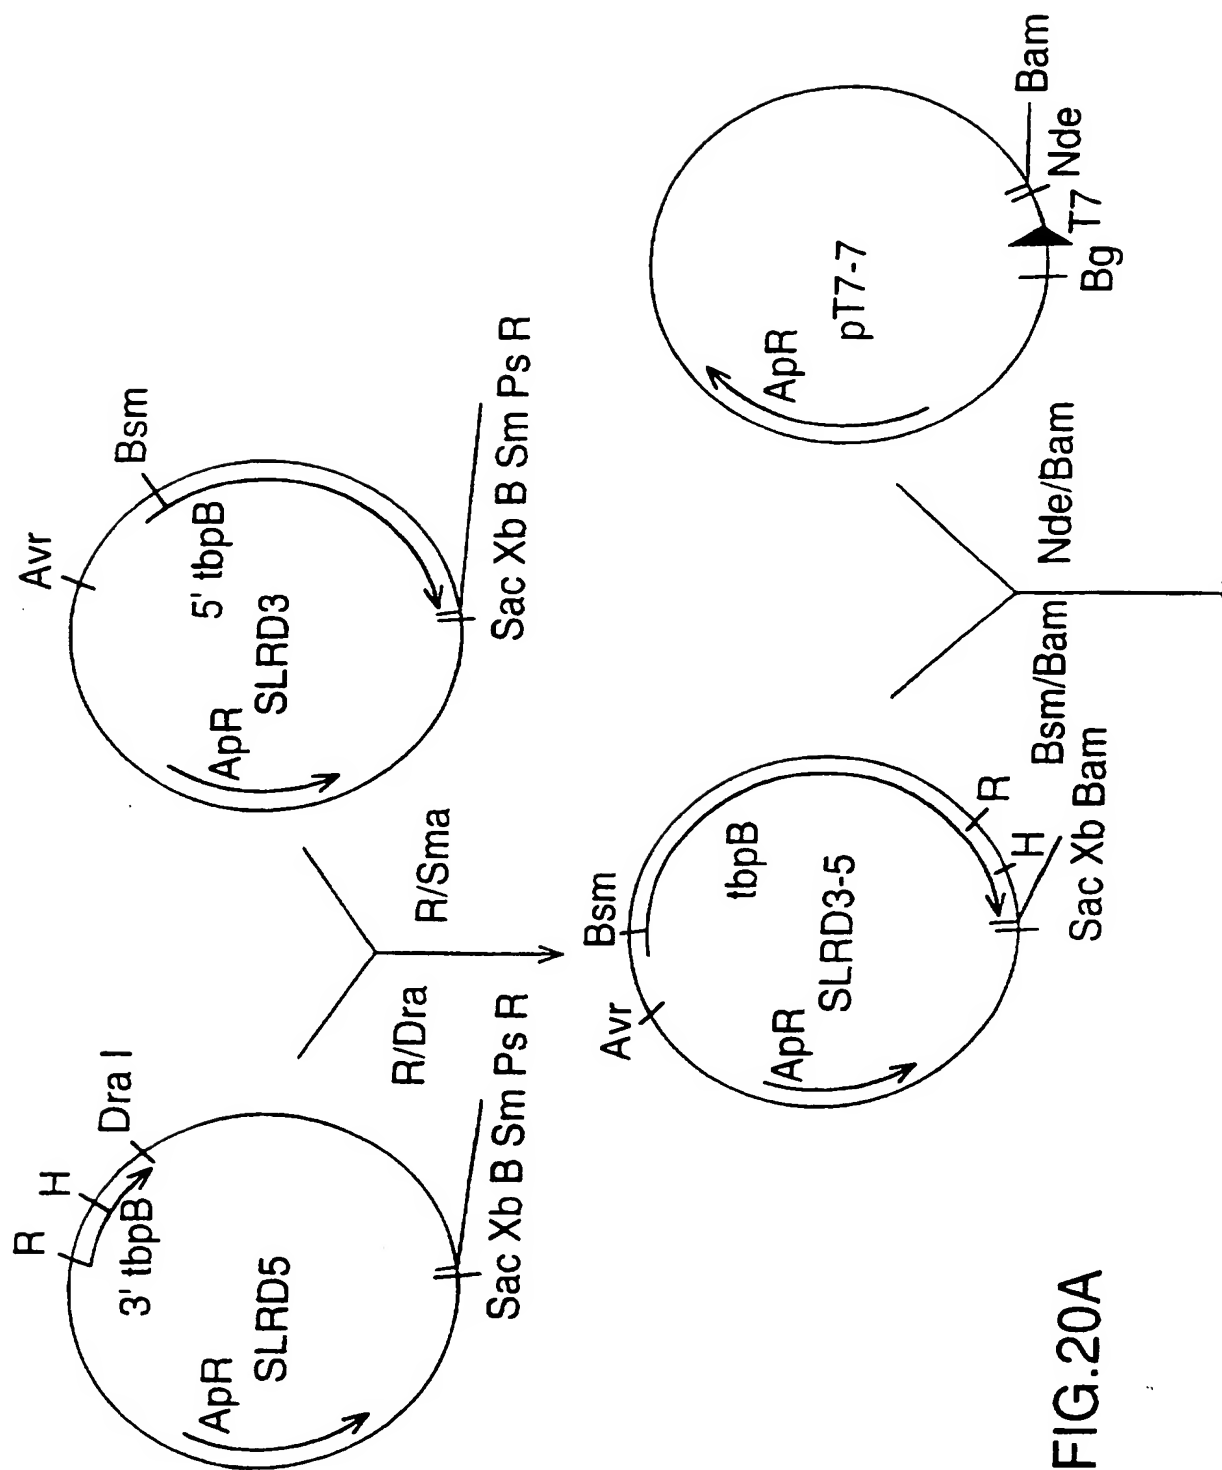 R
H
Dra I
3' tbpB
ApR
SLRD5
Sac Xb B Sm Ps R
R/Dra
R/Sma
Avr
Bsm
5' tbpB
ApR
SLRD3
Sac Xb B Sm Ps R
Avr
Bsm
tbpB
ApR
SLRD3-5
R
H
Sac Xb Bam
Bsm/Bam
Nde/Bam
ApR
pT7-7
Bg
T7
Nde
Bam
FIG.20A